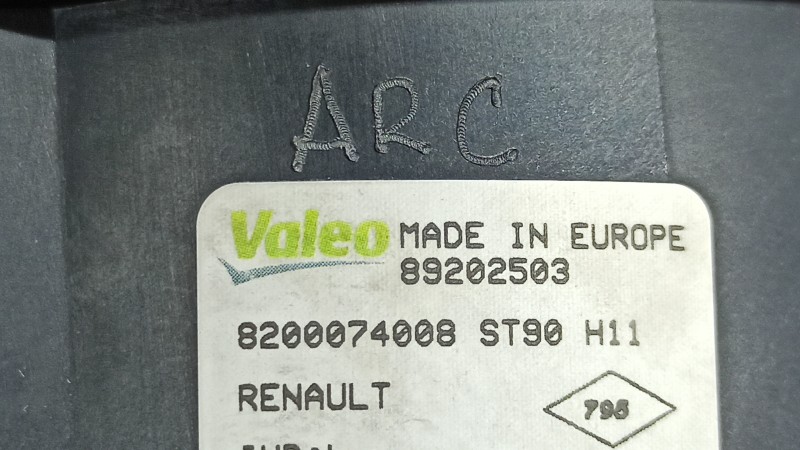 ARC
Valeo MADE IN EUROPE
89202503
8200074008 ST90 H11
RENAULT
795